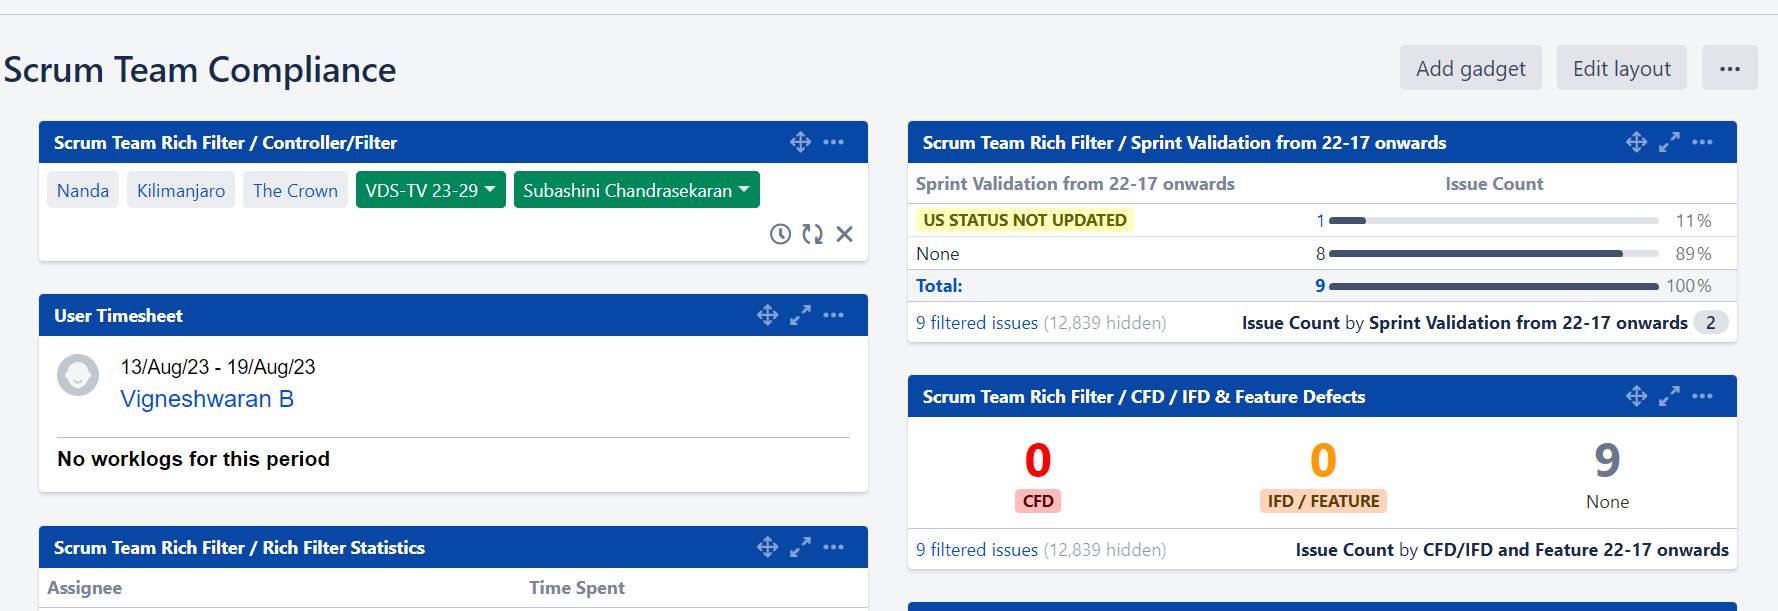 Scrum Team Compliance
Add gadget
Edit layout
Scrum Team Rich Filter / Controller/Filter
Nanda
Kilimanjaro
The Crown
VDS-TV 23-29
Subashini Chandrasekaran
User Timesheet
13/Aug/23 - 19/Aug/23
Vigneshwaran B
No worklogs for this period
Scrum Team Rich Filter / Rich Filter Statistics
Assignee Time Spent
Scrum Team Rich Filter / Sprint Validation from 22-17 onwards
Sprint Validation from 22-17 onwards Issue Count
US STATUS NOT UPDATED 1 11%
None 8 89%
Total: 9 100%
9 filtered issues (12,839 hidden) Issue Count by Sprint Validation from 22-17 onwards 2
Scrum Team Rich Filter / CFD / IFD & Feature Defects
0 0 9
CFD IFD / FEATURE None
9 filtered issues (12,839 hidden) Issue Count by CFD/IFD and Feature 22-17 onwards